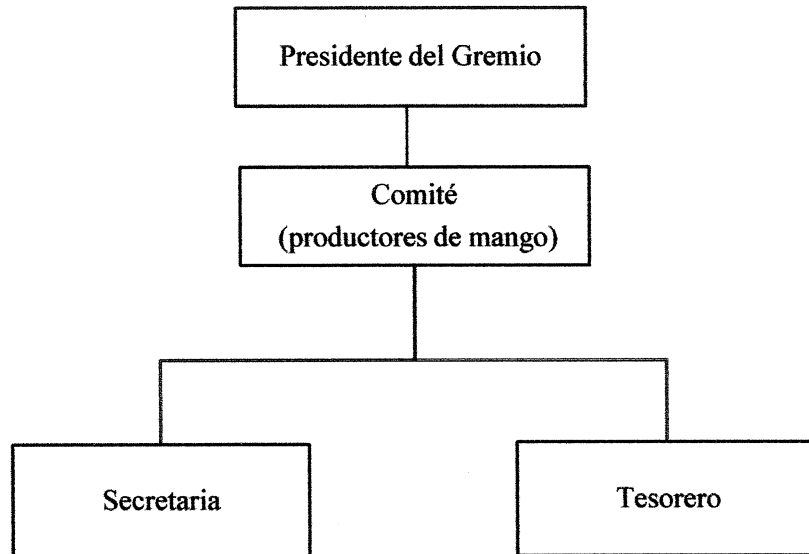 Presidente del Gremio
Comité
(productores de mango)
Secretaria
Tesorero